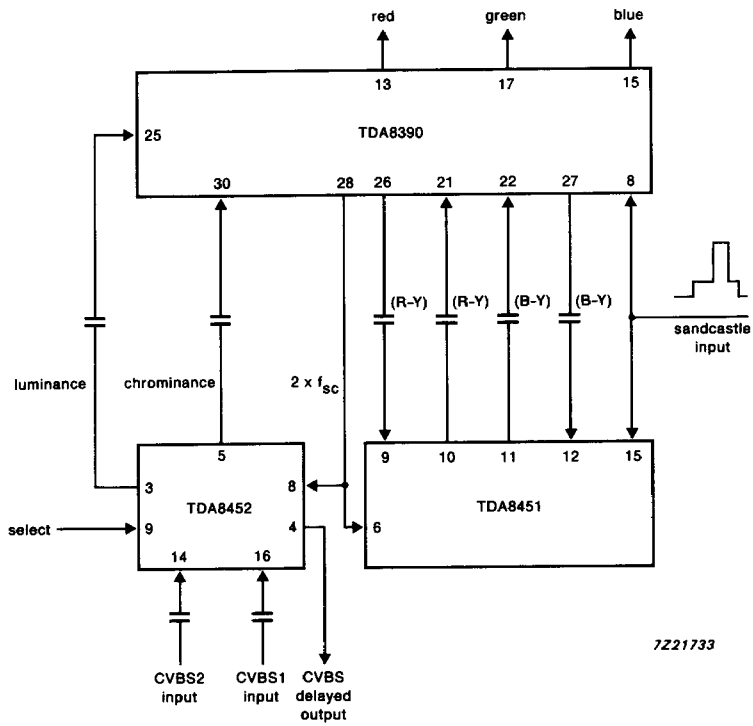 red green blue
13 17 15
25 TDA8390
30 28 26 21 22 27 8
(R-Y) (R-Y) (B-Y) (B-Y)
sandcastle
input
luminance chrominance 2 x fsc
5 9 10 11 12 15
3 8
TDA8452 TDA8451
select 9 4 6
14 16
7Z21733
CVBS2
input
CVBS1
input
CVBS
delayed
output